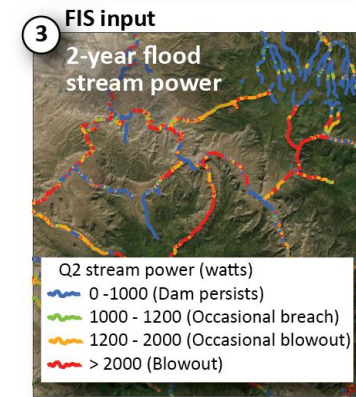 3
FIS input
2-year flood
stream power
Q2 stream power (watts)
0 -1000 (Dam persists)
1000 - 1200 (Occasional breach)
1200 - 2000 (Occasional blowout)
> 2000 (Blowout)